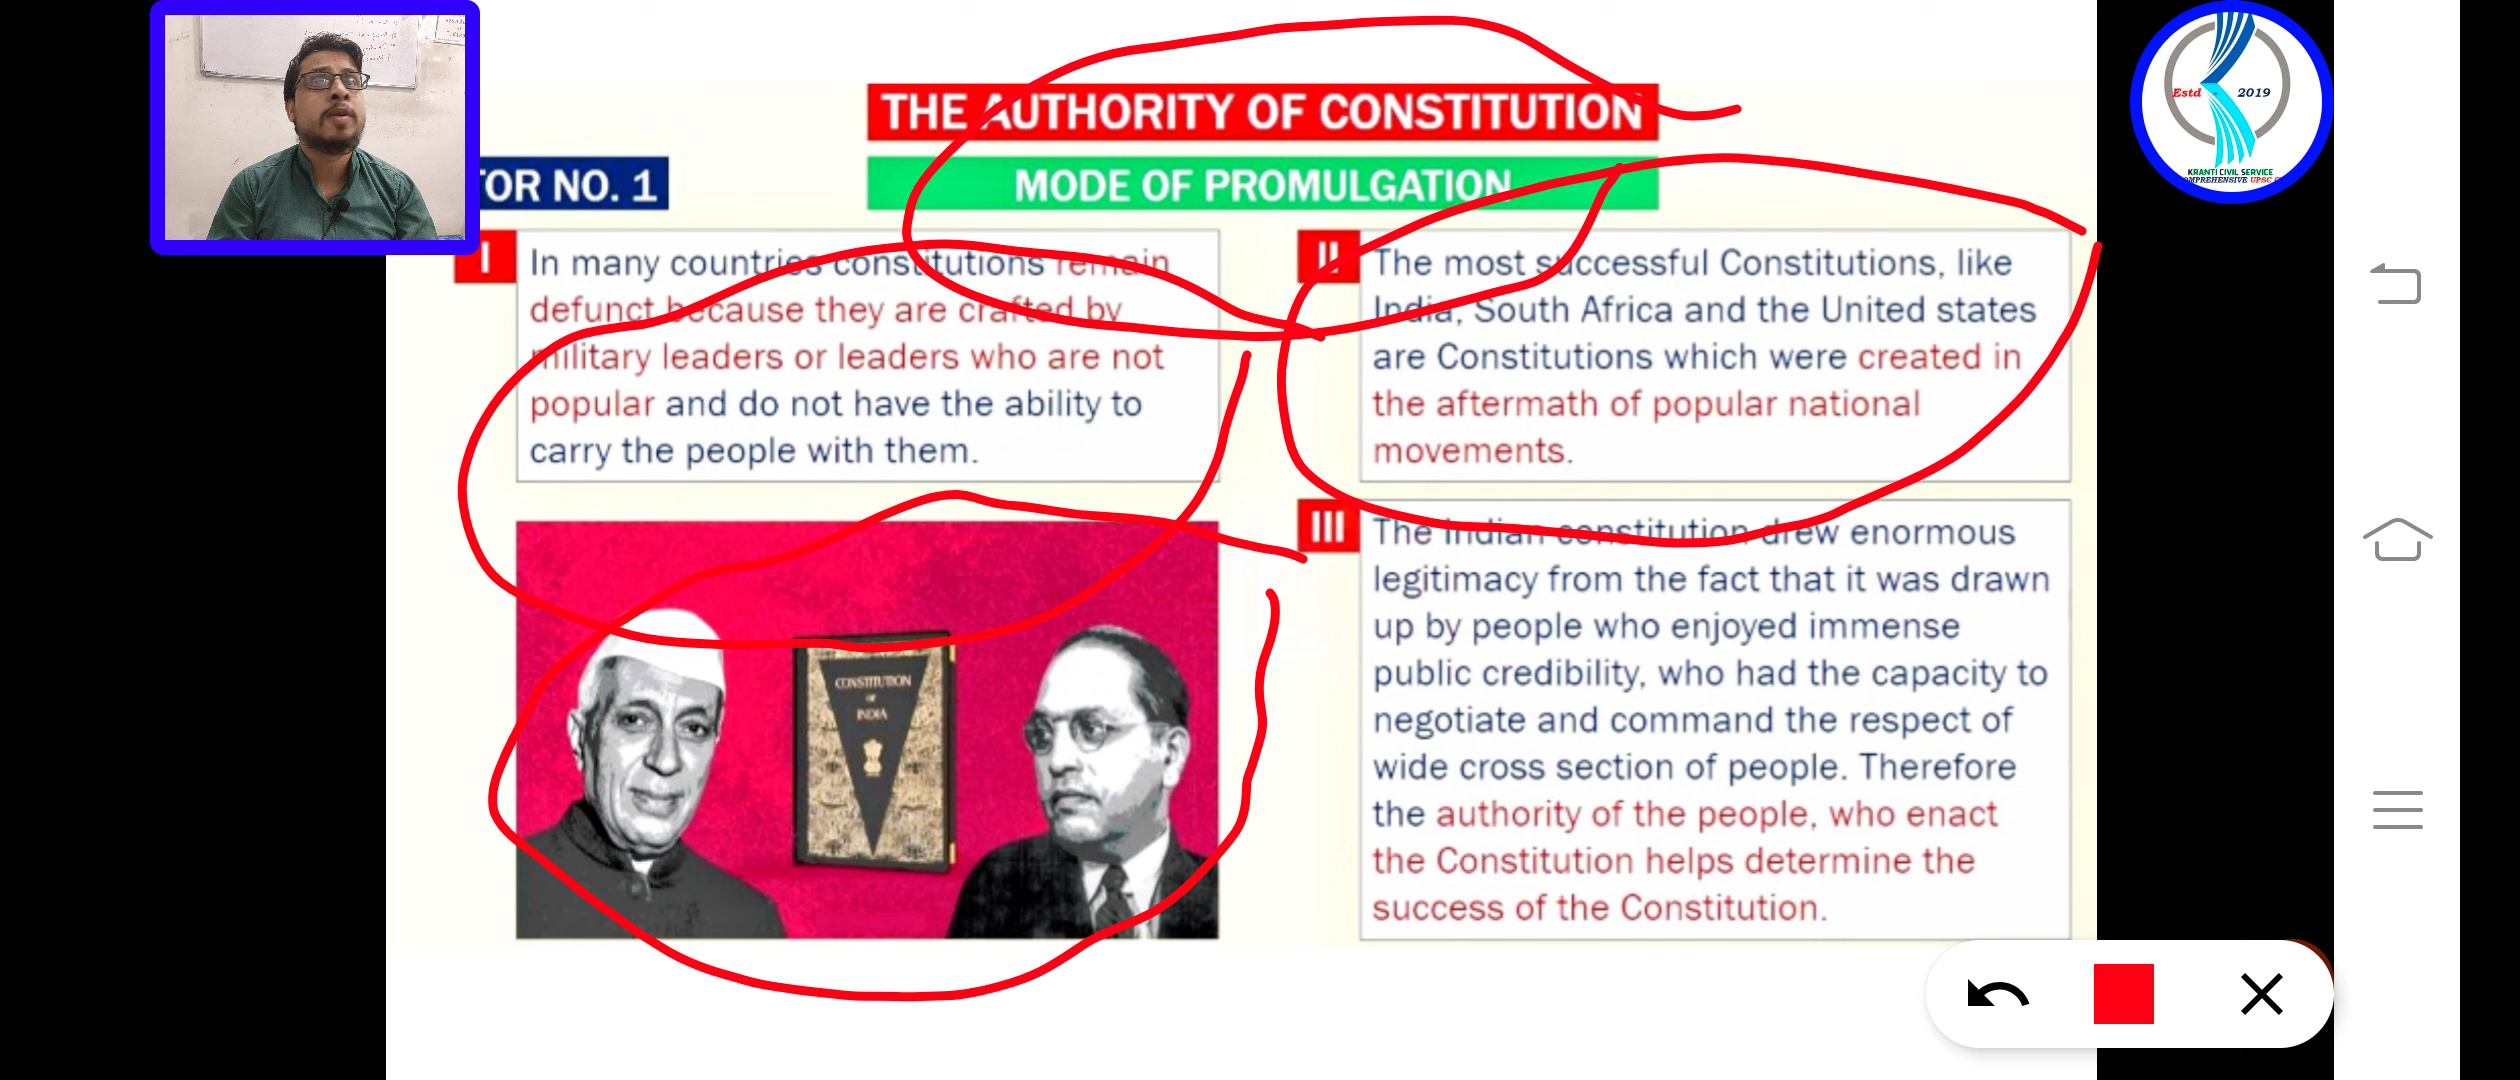 THE AUTHORITY OF CONSTITUTION
TOR NO. 1
MODE OF PROMULGATION
I
In many countries constitutions remain
defunct because they are crafted by
military leaders or leaders who are not
popular and do not have the ability to
carry the people with them.
II
The most successful Constitutions, like
India, South Africa and the United states
are Constitutions which were created in
the aftermath of popular national
movements.
III
The Indian constitution drew enormous
legitimacy from the fact that it was drawn
up by people who enjoyed immense
public credibility, who had the capacity to
negotiate and command the respect of
wide cross section of people. Therefore
the authority of the people, who enact
the Constitution helps determine the
success of the Constitution.
CONSTITUTION
OF
INDIA
Estd - 2019
KRANTI CIVIL SERVICE
OMPREHENSIVE UPSC C